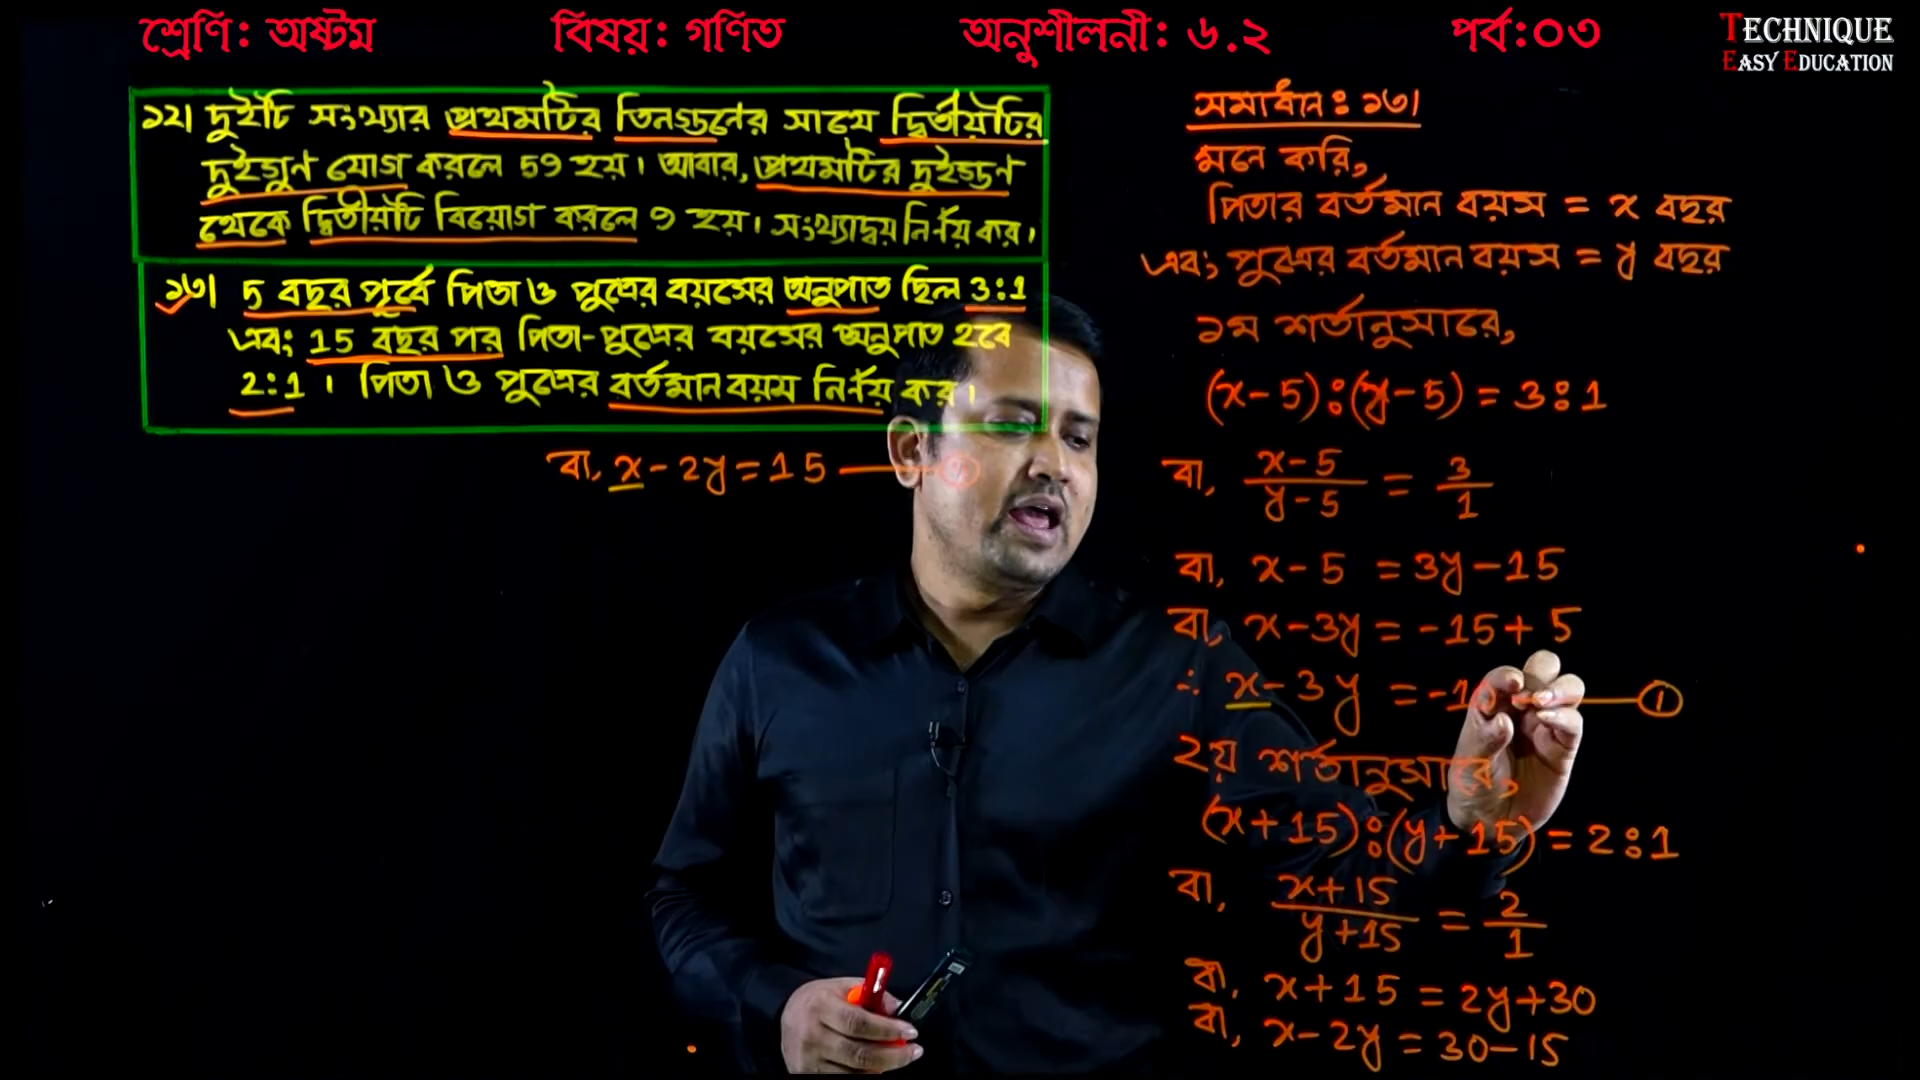 শ্রেণি: অষ্টম বিষয়: গণিত অনুশীলনী: ৬.২ পর্ব:০৩
TECHNIQUE
EASY EDUCATION
১২। দুইটি সংখ্যার প্রথমটির তিনগুণের সাথে দ্বিতীয়টির
দুইগুণ যোগ করলে 59 হয়। আবার, প্রথমটির দুইগুণ
থেকে দ্বিতীয়টি বিয়োগ করলে 9 হয়। সংখ্যাদ্বয় নির্ণয় কর।
১৩। 5 বছর পূর্বে পিতা ও পুত্রের বয়সের অনুপাত ছিল 3:1
এবং 15 বছর পর পিতা-পুত্রের বয়সের অনুপাত হবে
2:1 । পিতা ও পুত্রের বর্তমান বয়স নির্ণয় কর।
বা, x - 2y = 15
সমাধান: ১৩।
মনে করি,
পিতার বর্তমান বয়স = x বছর
এবং পুত্রের বর্তমান বয়স = y বছর
১ম শর্তানুসারে,
(x-5):(y-5) = 3:1
বা, x-5/y-5 = 3/1
বা, x-5 = 3y-15
বা, x-3y = -15+5
∴ x-3y = -10 ①
২য় শর্তানুসারে,
(x+15):(y+15) = 2:1
বা, x+15/y+15 = 2/1
বা, x+15 = 2y+30
বা, x-2y = 30-15